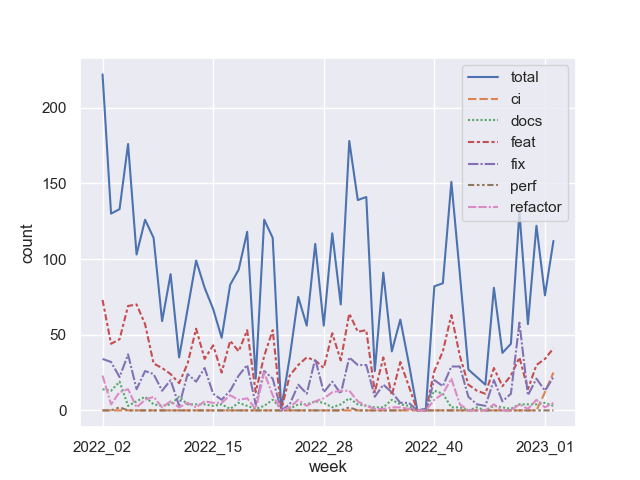 total
ci
docs
feat
fix
perf
refactor
200
150
100
50
0
count
2022_02
2022_15
2022_28
2022_40
2023_01
week